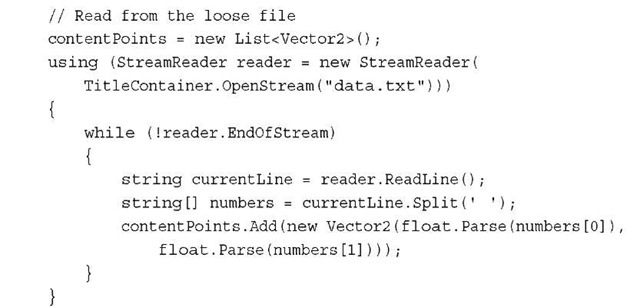 // Read from the loose file
contentPoints = new List<Vector2>();
using (StreamReader reader = new StreamReader(
    TitleContainer.OpenStream("data.txt")))
{
    while (!reader.EndOfStream)
    {
        string currentLine = reader.ReadLine();
        string[] numbers = currentLine.Split(' ');
        contentPoints.Add(new Vector2(float.Parse(numbers[0]),
            float.Parse(numbers[1])));
    }
}